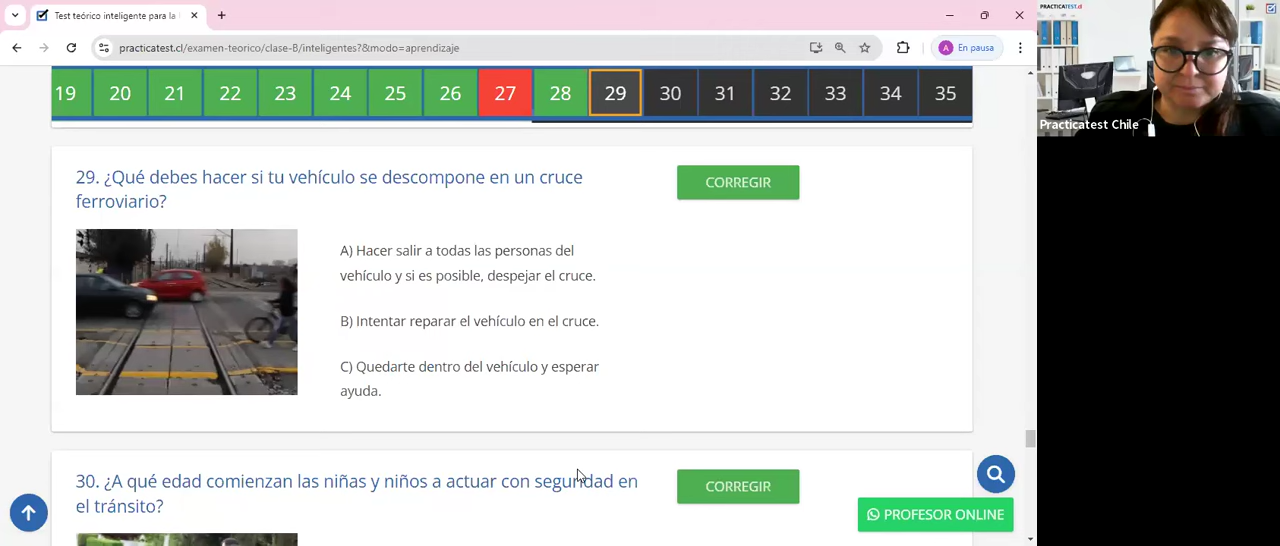 Test teórico inteligente para la
practicatest.cl/examen-teorico/clase-B/inteligentes?&modo=aprendizaje
A
En pausa
PRACTICATEST.cl
19 20 21 22 23 24 25 26 27 28 29 30 31 32 33 34 35
Practicatest Chile
29. ¿Qué debes hacer si tu vehículo se descompone en un cruce
ferroviario?
CORREGIR
A) Hacer salir a todas las personas del
vehículo y si es posible, despejar el cruce.
B) Intentar reparar el vehículo en el cruce.
C) Quedarte dentro del vehículo y esperar
ayuda.
30. ¿A qué edad comienzan las niñas y niños a actuar con seguridad en
el tránsito?
CORREGIR
PROFESOR ONLINE